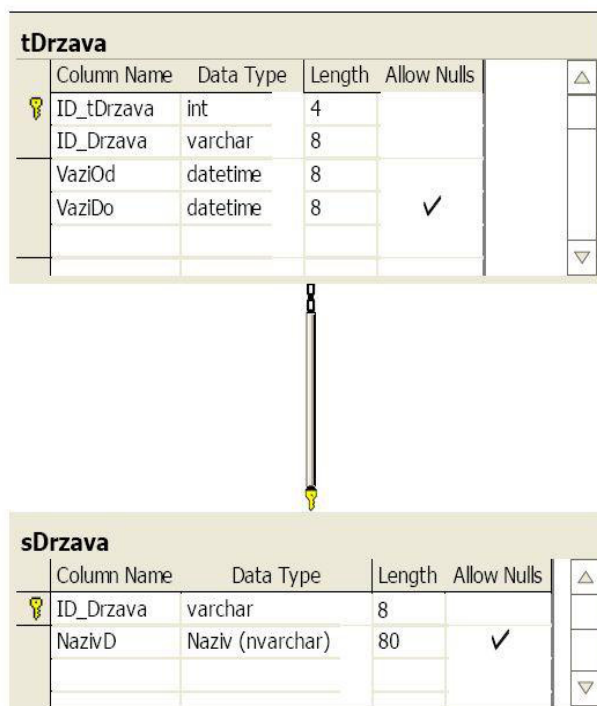 tDrzava
Column Name Data Type Length Allow Nulls
ID_tDrzava int 4
ID_Drzava varchar 8
VaziOd datetime 8
VaziDo datetime 8 ✓
sDrzava
Column Name Data Type Length Allow Nulls
ID_Drzava varchar 8
NazivD Naziv (nvarchar) 80 ✓